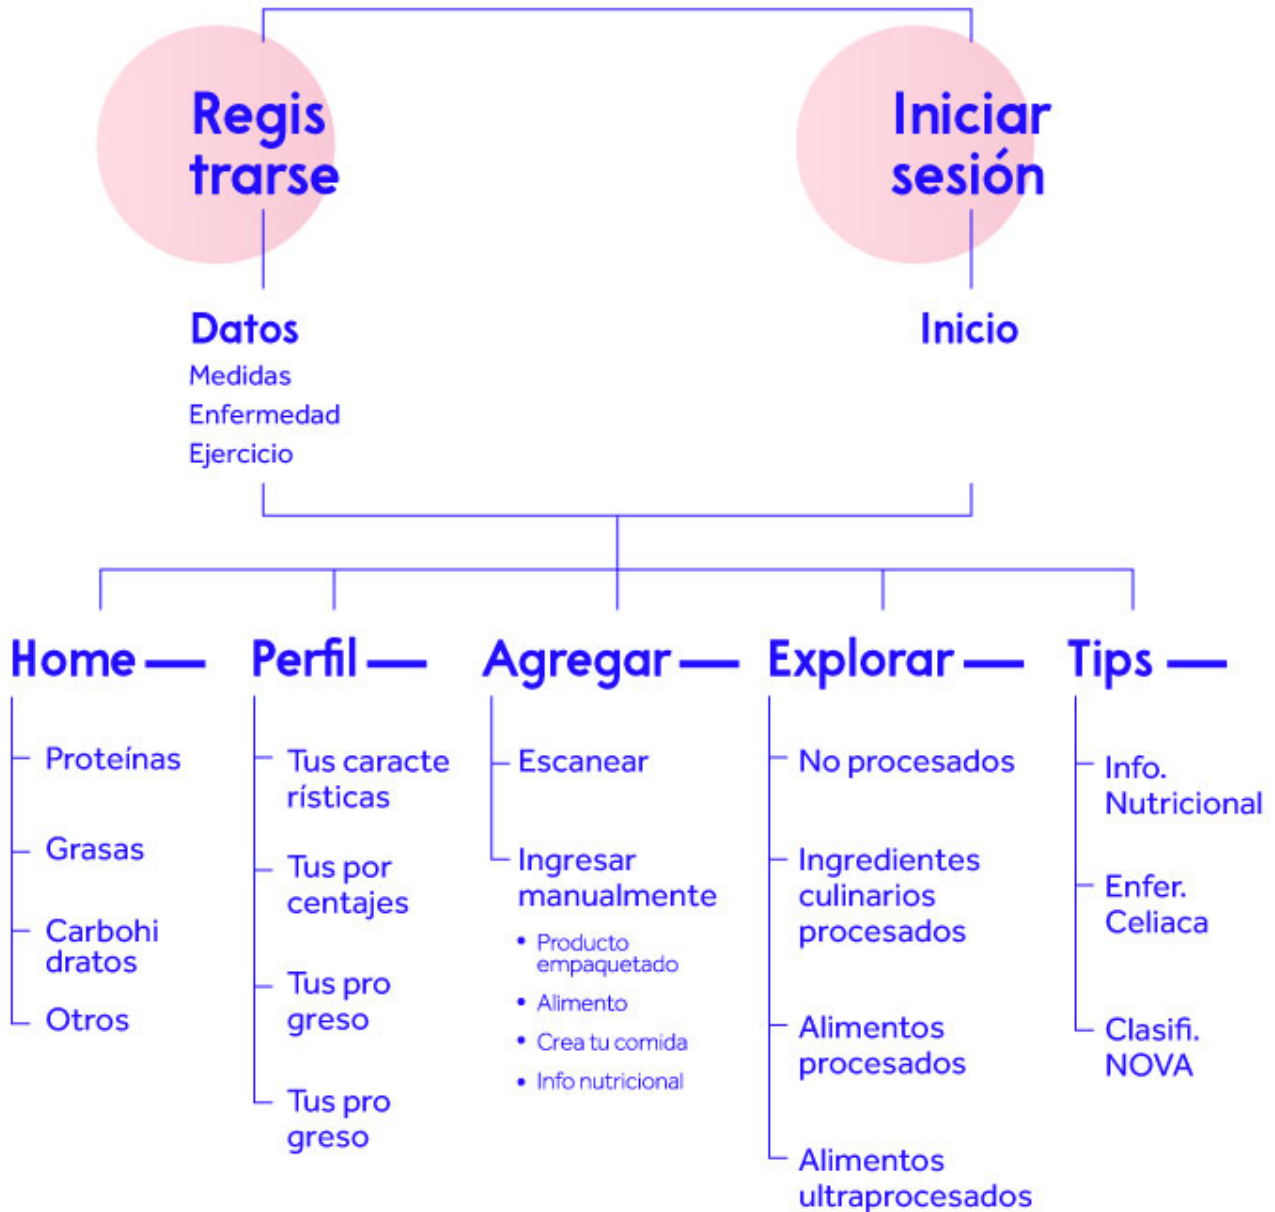 Regis
trarse
Iniciar
sesión
Datos
Medidas
Enfermedad
Ejercicio
Inicio
Home
Proteínas
Grasas
Carbohi
dratos
Otros
Perfil
Tus caracte
rísticas
Tus por
centajes
Tus pro
greso
Tus pro
greso
Agregar
Escanear
Ingresar
manualmente
• Producto
empaquetado
• Alimento
• Crea tu comida
• Info nutricional
Explorar
No procesados
Ingredientes
culinarios
procesados
Alimentos
procesados
Alimentos
ultraprocesados
Tips
Info.
Nutricional
Enfer.
Celiaca
Clasifi.
NOVA